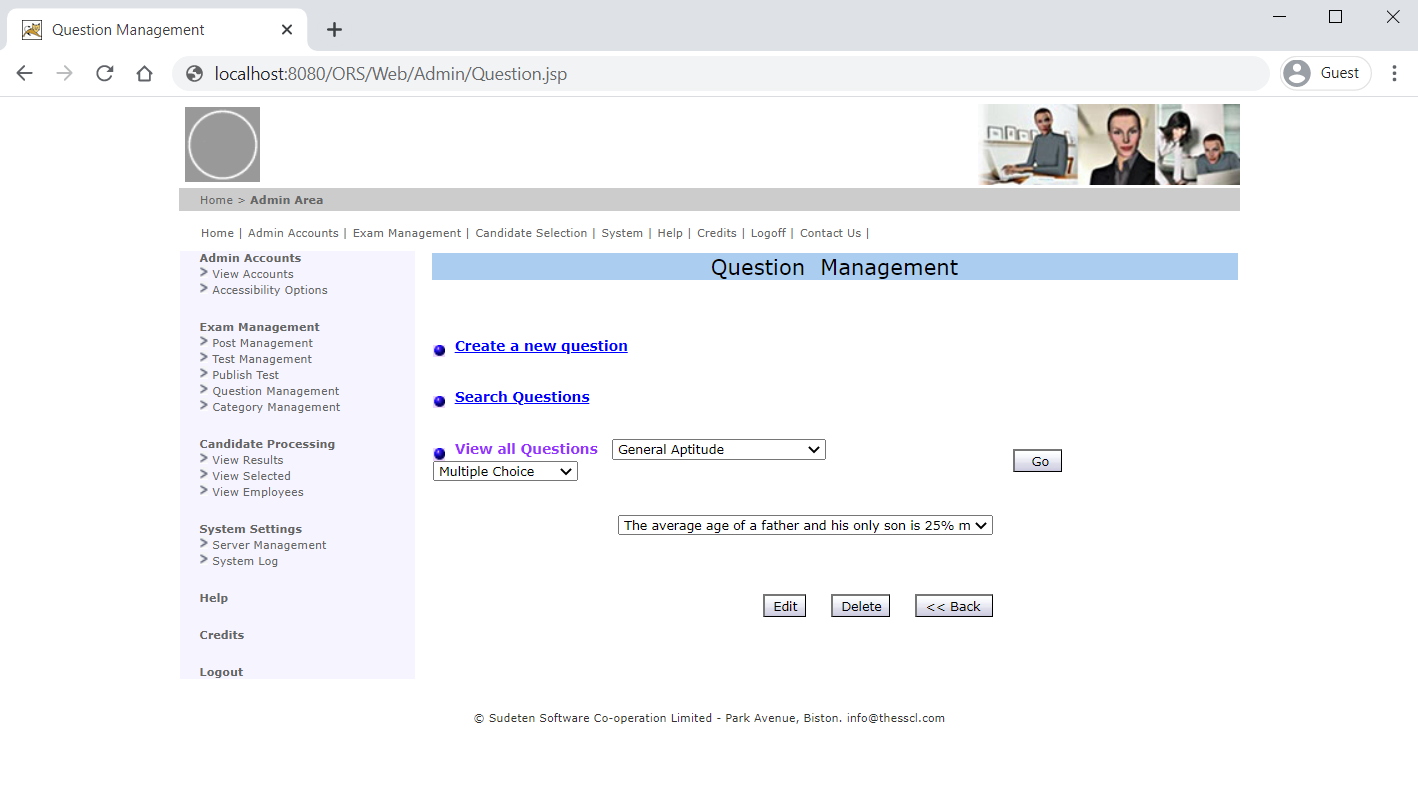 Question Management
localhost:8080/ORS/Web/Admin/Question.jsp
Guest
Home > Admin Area
Home | Admin Accounts | Exam Management | Candidate Selection | System | Help | Credits | Logoff | Contact Us |
Admin Accounts
View Accounts
Accessibility Options
Exam Management
Post Management
Test Management
Publish Test
Question Management
Category Management
Candidate Processing
View Results
View Selected
View Employees
System Settings
Server Management
System Log
Help
Credits
Logout
Question Management
Create a new question
Search Questions
View all Questions General Aptitude
Multiple Choice
Go
The average age of a father and his only son is 25% m
Edit Delete << Back
© Sudeten Software Co-operation Limited - Park Avenue, Biston. info@thesscl.com